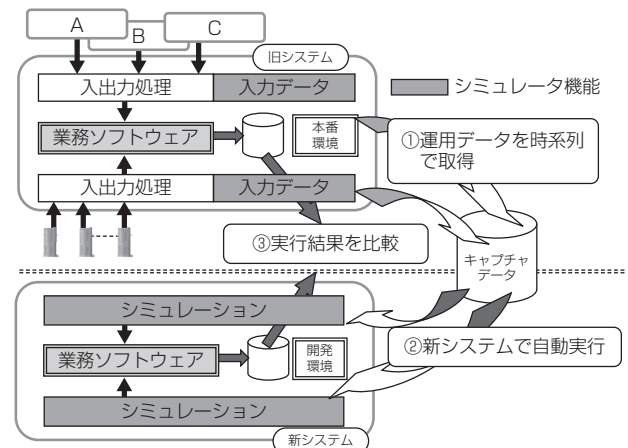 A
B
C
旧システム
入出力処理
入力データ
シミュレータ機能
業務ソフトウェア
本番
環境
①運用データを時系列
で取得
入出力処理
入力データ
③実行結果を比較
キャプチャ
データ
シミュレーション
業務ソフトウェア
開発
環境
②新システムで自動実行
シミュレーション
新システム